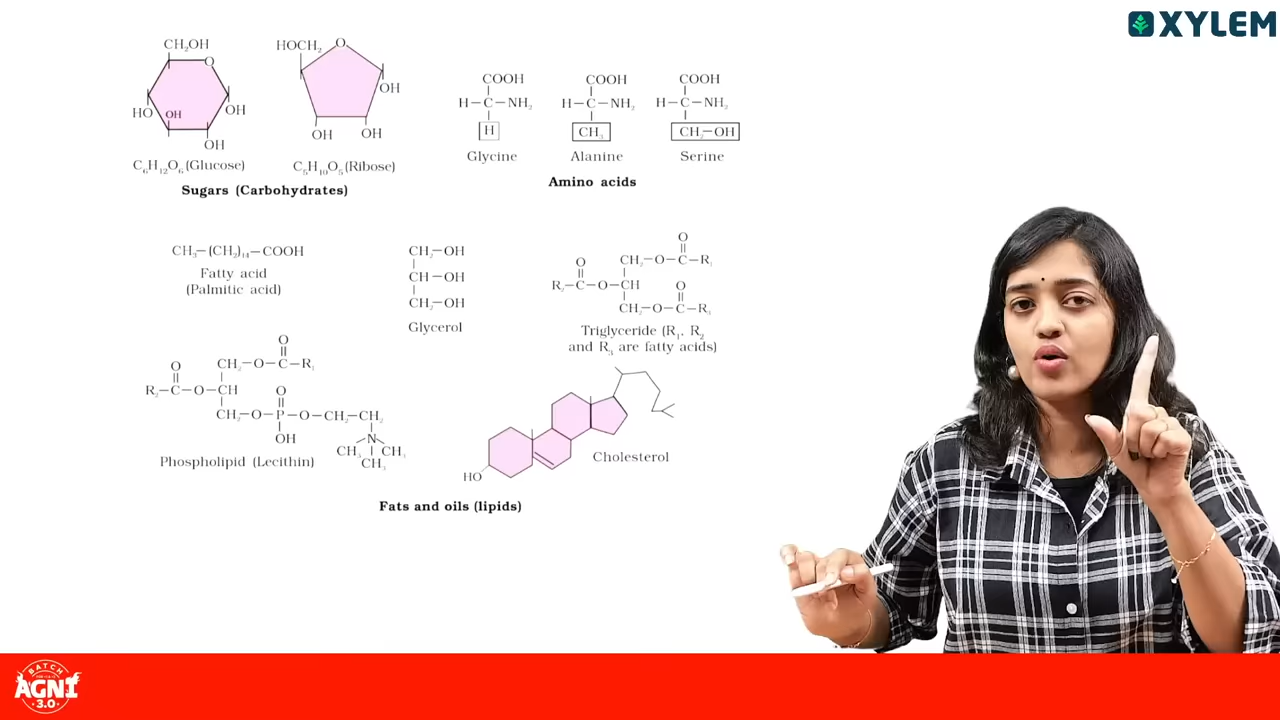 XYLEM
CH₂OH
O
HO OH OH
OH
C₆H₁₂O₆ (Glucose)
HOCH₂ O
OH
OH OH
C₅H₁₀O₅ (Ribose)
Sugars (Carbohydrates)
COOH
H–C–NH₂
H
Glycine
COOH
H–C–NH₂
CH₃
Alanine
COOH
H–C–NH₂
CH₂–OH
Serine
Amino acids
CH₃–(CH₂)₁₄–COOH
Fatty acid
(Palmitic acid)
CH₂–OH
CH–OH
CH₂–OH
Glycerol
O
O CH₂–O–C–R₁
R₂–C–O–CH O
CH₂–O–C–R₃
Triglyceride (R₁, R₂
and R₃ are fatty acids)
O
O CH₂–O–C–R₁
R₂–C–O–CH O
CH₂–O–P–O–CH₂–CH₂
OH N
CH₃ CH₃
CH₃
Phospholipid (Lecithin)
HO
Cholesterol
Fats and oils (lipids)
BATCH
AGNI
3.0